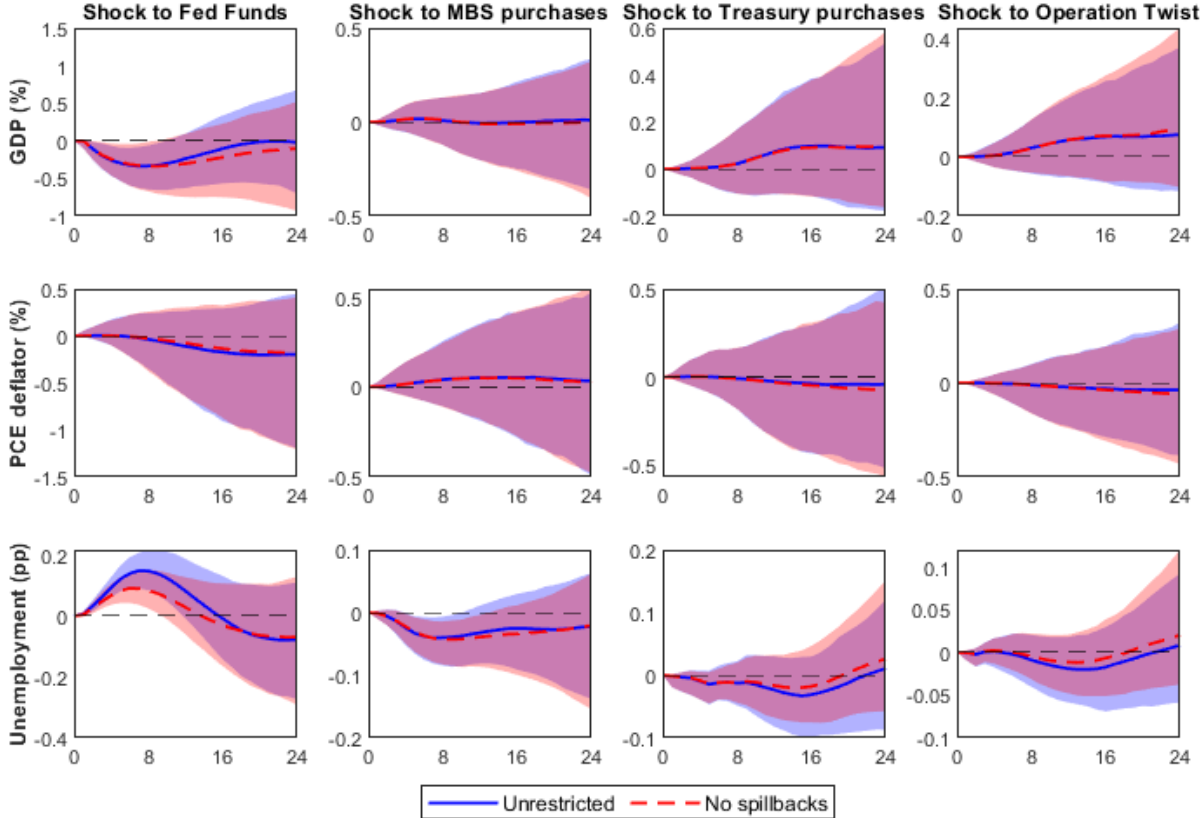 Shock to Fed Funds Shock to MBS purchases Shock to Treasury purchases Shock to Operation Twist
GDP (%)
1.5
1
0.5
0
-0.5
-1
0 8 16 24
0.5
0
-0.5
0 8 16 24
0.6
0.4
0.2
0
-0.2
0 8 16 24
0.4
0.2
0
-0.2
0 8 16 24
PCE deflator (%)
0.5
0
-0.5
-1
-1.5
0 8 16 24
0.5
0
-0.5
0 8 16 24
0.5
0
-0.5
0 8 16 24
0.5
0
-0.5
0 8 16 24
Unemployment (pp)
0.2
0
-0.2
-0.4
0 8 16 24
0.1
0
-0.1
-0.2
0 8 16 24
0.2
0.1
0
-0.1
0 8 16 24
0.1
0.05
0
-0.05
-0.1
0 8 16 24
Unrestricted No spillbacks